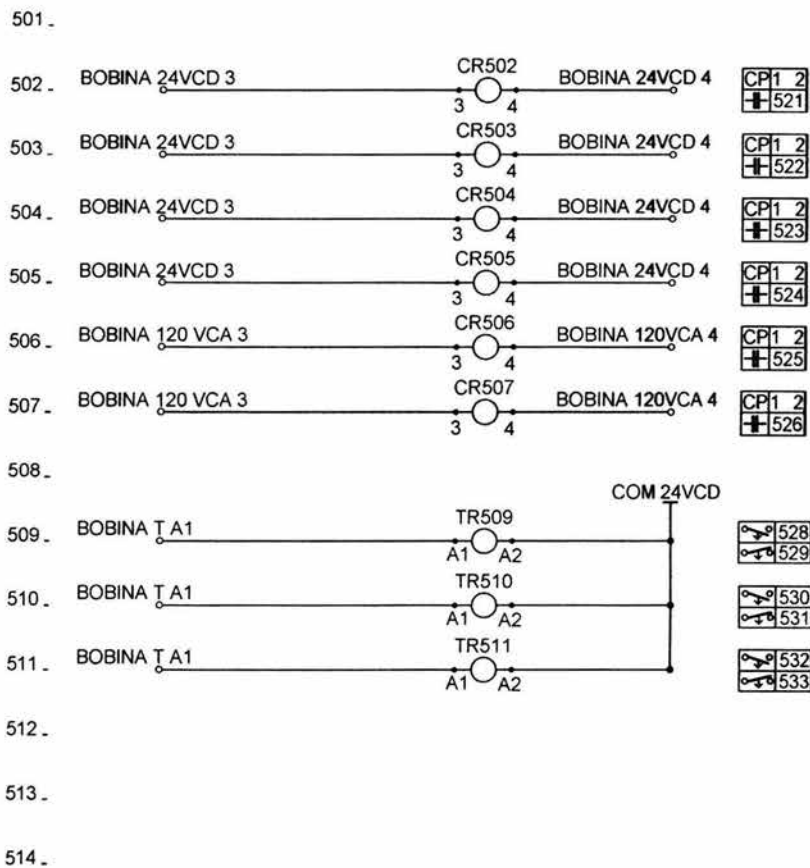 501 -
CR502
502 - BOBINA 24VCD 3 BOBINA 24VCD 4 CP 1 2
3 4 521
CR503
503 - BOBINA 24VCD 3 BOBINA 24VCD 4 CP 1 2
3 4 522
CR504
504 - BOBINA 24VCD 3 BOBINA 24VCD 4 CP 1 2
3 4 523
CR505
505 - BOBINA 24VCD 3 BOBINA 24VCD 4 CP 1 2
3 4 524
CR506
506 - BOBINA 120 VCA 3 BOBINA 120VCA 4 CP 1 2
3 4 525
CR507
507 - BOBINA 120 VCA 3 BOBINA 120VCA 4 CP 1 2
3 4 526
508 -
COM 24VCD
TR509
509 - BOBINA T A1 528
A1 A2 529
TR510
510 - BOBINA T A1 530
A1 A2 531
TR511
511 - BOBINA T A1 532
A1 A2 533
512 -
513 -
514 -